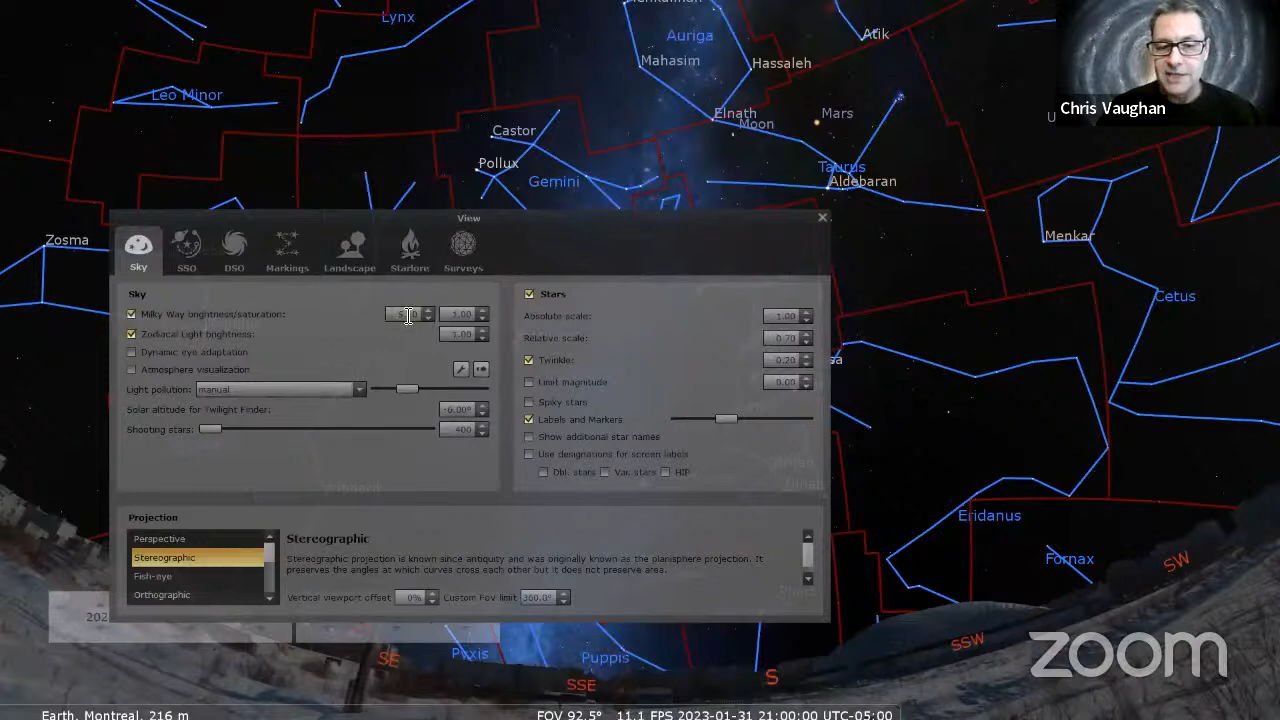 Lynx
Menkalinan
Auriga
Atik
Mahasim
Hassaleh
Leo Minor
Chris Vaughan
Elnath
Moon
Mars
Castor
Pollux
Taurus
Gemini
Aldebaran
View
Zosma
Menkar
Sky
SSO
DSO
Markings
Landscape
Starlore
Surveys
Cetus
Sky
Milky Way brightness/saturation:
1.00
Zodiacal Light brightness:
1.00
Dynamic eye adaptation
Atmosphere visualization
Light pollution:
manual
Solar altitude for Twilight Finder:
-6.00°
Shooting stars:
400
Stars
Absolute scale:
1.00
Relative scale:
0.70
Twinkle:
0.20
Limit magnitude
0.00
Spiky stars
Labels and Markers
Show additional star names
Use designations for screen labels
Dbl. stars
Var. stars
HIP
Projection
Perspective
Stereographic
Fish-eye
Orthographic
Stereographic
Stereographic projection is known since antiquity and was originally known as the planisphere projection. It
preserves the angles at which curves cross each other but it does not preserve area.
Vertical viewport offset
0%
Custom FoV limit
360.0°
Eridanus
Fornax
SW
Pyxis
Puppis
SE
SSE
S
SSW
zoom
Earth, Montreal, 216 m
FOV 92.5°
11.1 FPS
2023-01-31 21:00:00 UTC-05:00